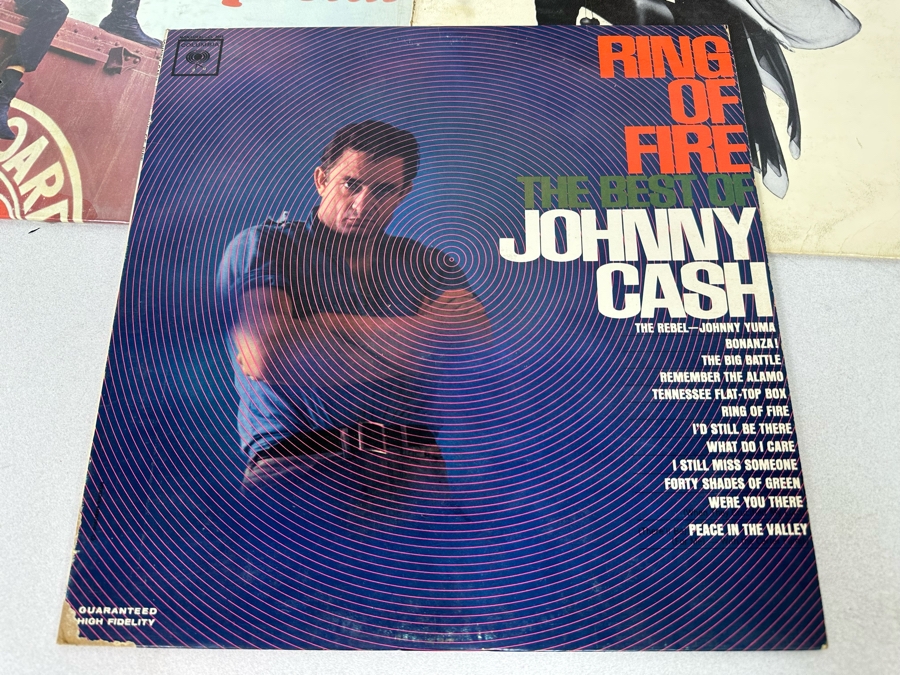 COLUMBIA
RING
OF
FIRE
THE BEST OF
JOHNNY
CASH
THE REBEL—JOHNNY YUMA
BONANZA!
THE BIG BATTLE
REMEMBER THE ALAMO
TENNESSEE FLAT-TOP BOX
RING OF FIRE
I'D STILL BE THERE
WHAT DO I CARE
I STILL MISS SOMEONE
FORTY SHADES OF GREEN
WERE YOU THERE
PEACE IN THE VALLEY
GUARANTEED
HIGH FIDELITY